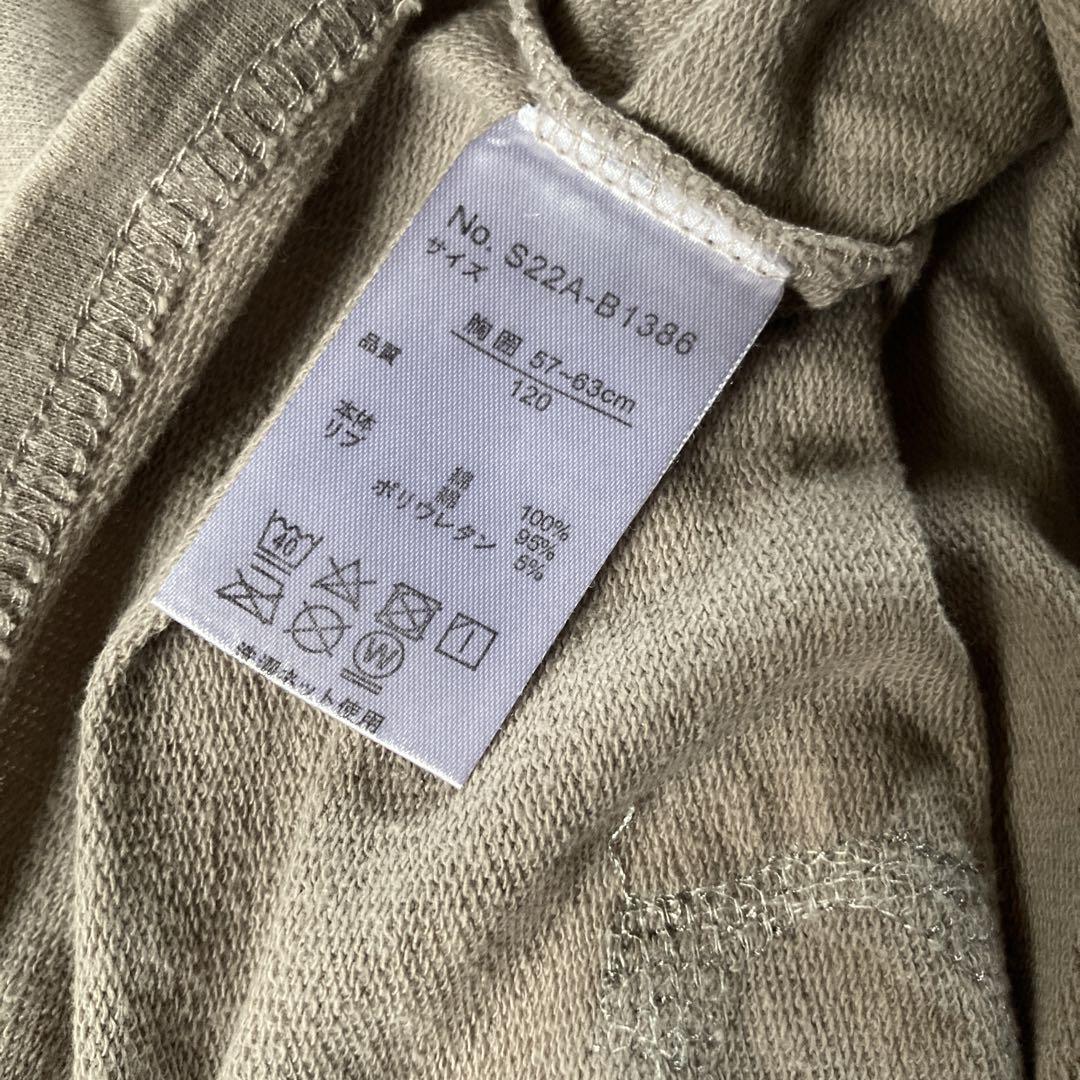 No. S22A-B1386
サイズ
胸囲 57~63cm
120
品質
本体 綿 100%
リブ 綿 95%
ポリウレタン 5%
40
W
洗濯ネット使用